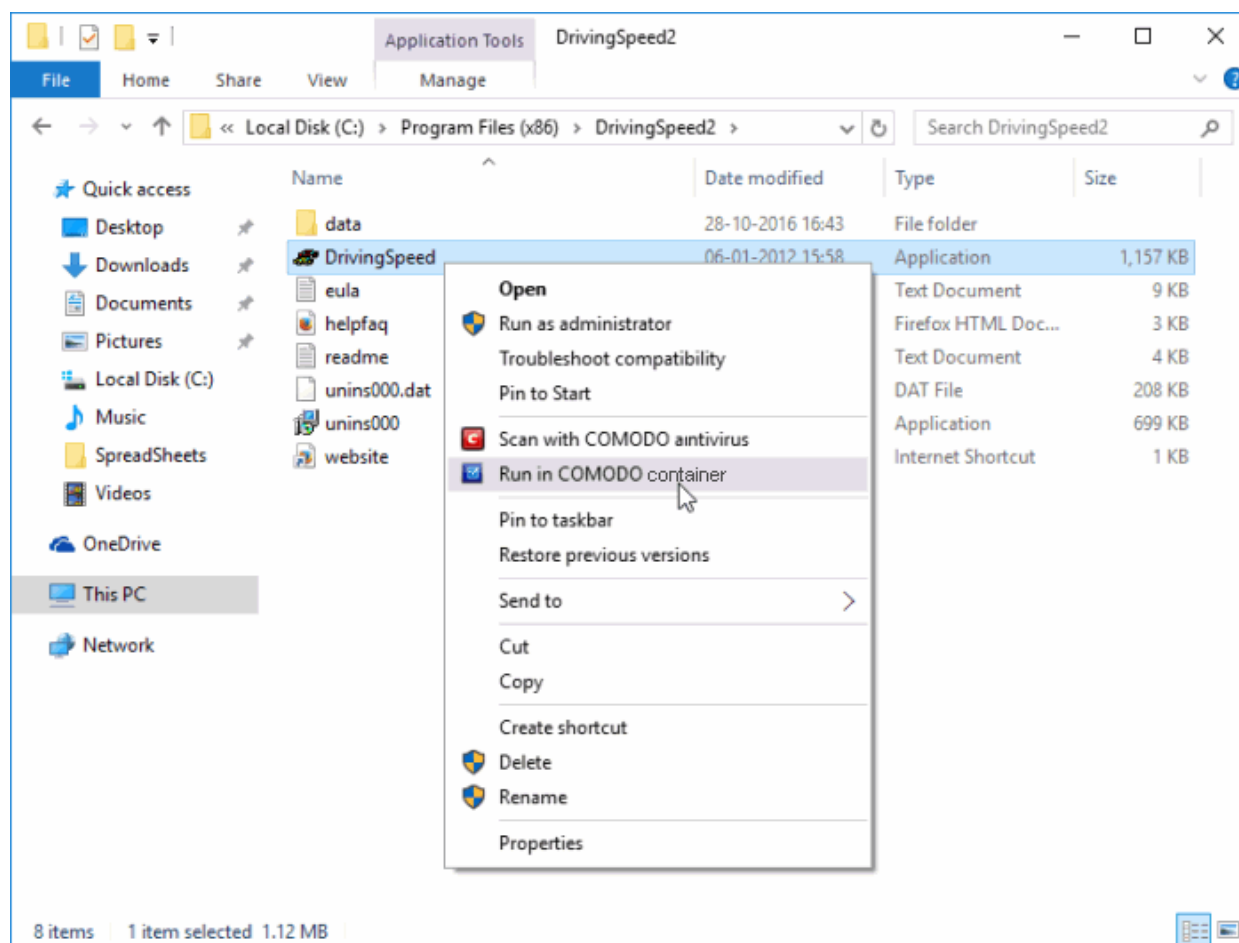 Application Tools DrivingSpeed2
File Home Share View Manage
« Local Disk (C:) > Program Files (x86) > DrivingSpeed2 > Search DrivingSpeed2
Name Date modified Type Size
Quick access
Desktop
Downloads
Documents
Pictures
Local Disk (C:)
Music
SpreadSheets
Videos
OneDrive
This PC
Network
data 28-10-2016 16:43 File folder
DrivingSpeed 06-01-2012 15:58 Application 1,157 KB
eula Text Document 9 KB
helpfaq Firefox HTML Doc... 3 KB
readme Text Document 4 KB
unins000.dat DAT File 208 KB
unins000 Application 699 KB
website Internet Shortcut 1 KB
Open
Run as administrator
Troubleshoot compatibility
Pin to Start
Scan with COMODO aintivirus
Run in COMODO container
Pin to taskbar
Restore previous versions
Send to
Cut
Copy
Create shortcut
Delete
Rename
Properties
8 items 1 item selected 1.12 MB